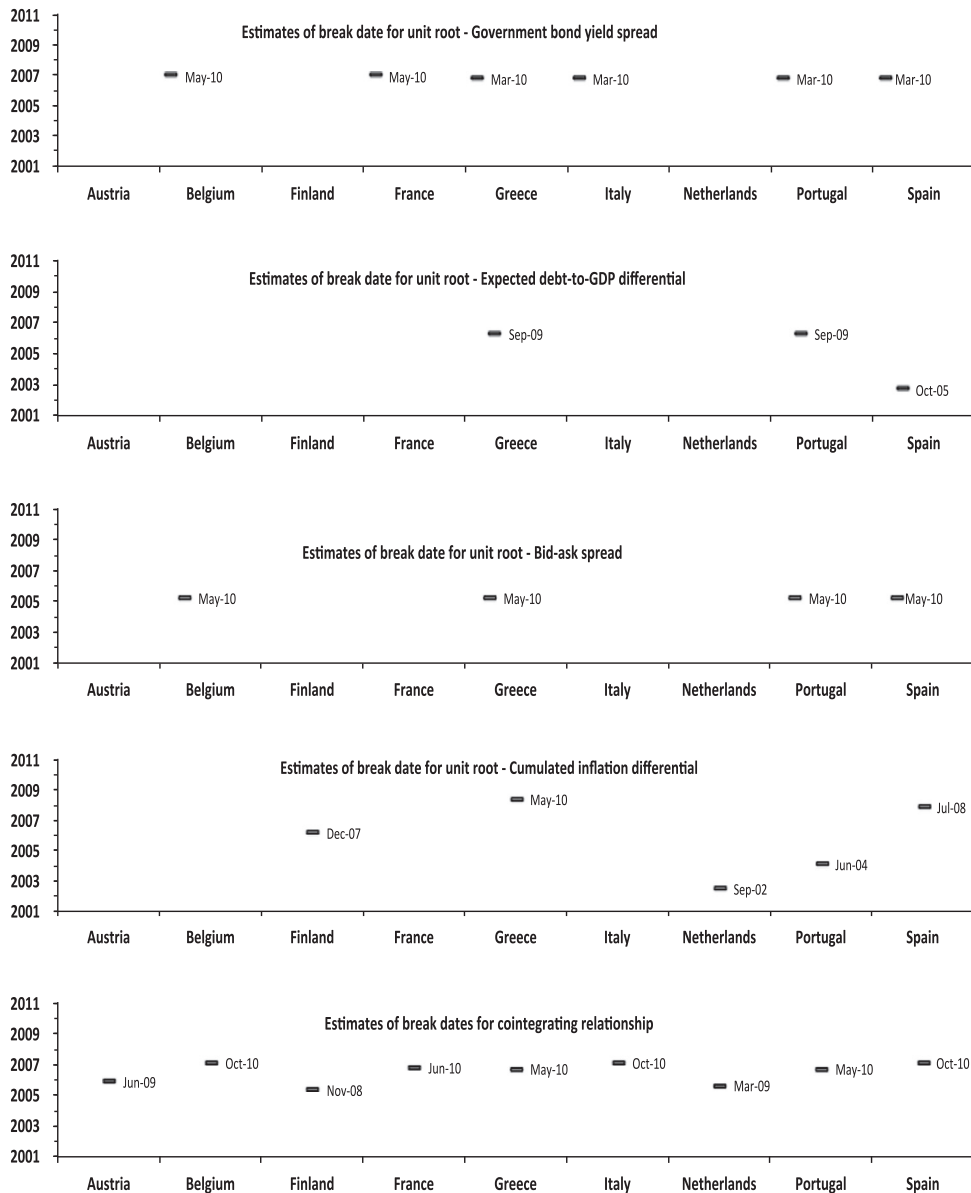 Estimates of break date for unit root - Government bond yield spread
2011
2009
2007
2005
2003
2001
May-10 May-10 Mar-10 Mar-10 Mar-10 Mar-10
Austria Belgium Finland France Greece Italy Netherlands Portugal Spain
Estimates of break date for unit root - Expected debt-to-GDP differential
2011
2009
2007
2005
2003
2001
Sep-09 Sep-09 Oct-05
Austria Belgium Finland France Greece Italy Netherlands Portugal Spain
Estimates of break date for unit root - Bid-ask spread
2011
2009
2007
2005
2003
2001
May-10 May-10 May-10 May-10
Austria Belgium Finland France Greece Italy Netherlands Portugal Spain
Estimates of break date for unit root - Cumulated inflation differential
2011
2009
2007
2005
2003
2001
Dec-07 May-10 Sep-02 Jun-04 Jul-08
Austria Belgium Finland France Greece Italy Netherlands Portugal Spain
Estimates of break dates for cointegrating relationship
2011
2009
2007
2005
2003
2001
Jun-09 Oct-10 Nov-08 Jun-10 May-10 Oct-10 Mar-09 May-10 Oct-10
Austria Belgium Finland France Greece Italy Netherlands Portugal Spain